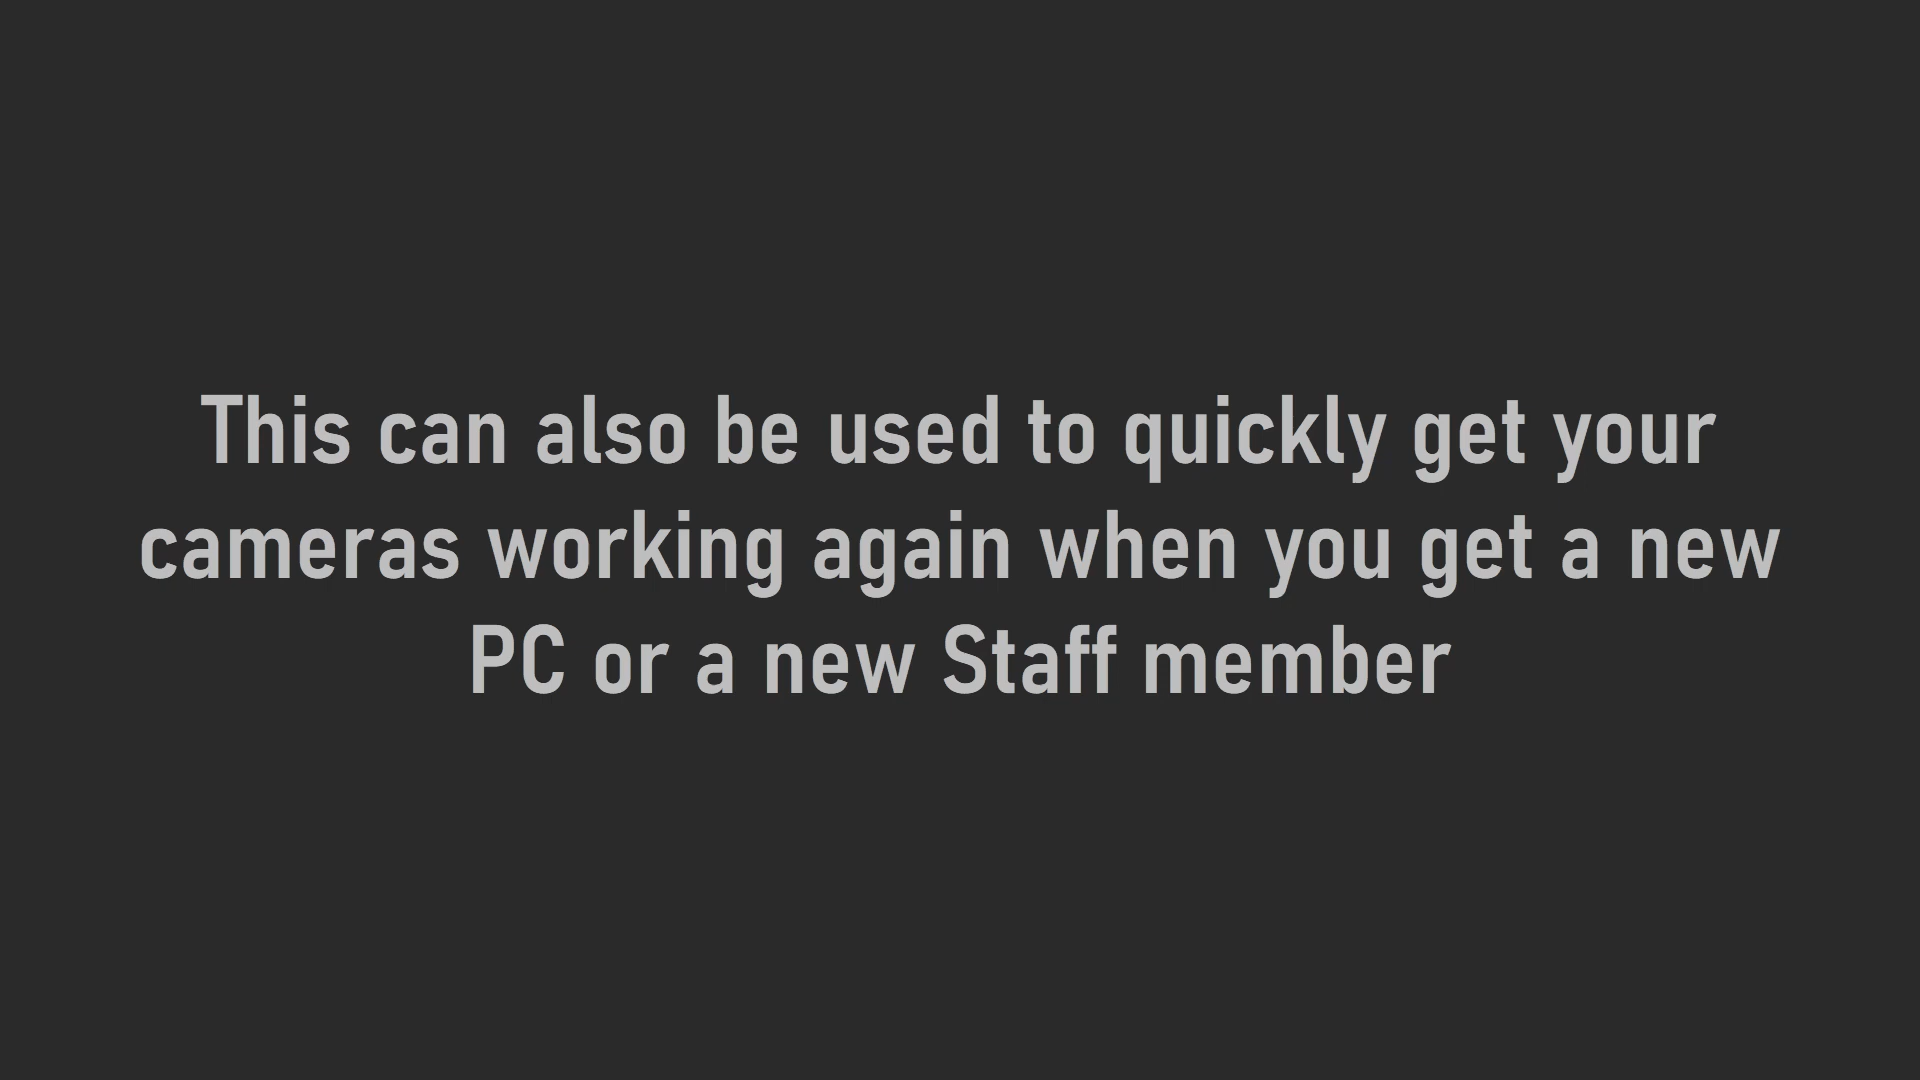 This can also be used to quickly get your
cameras working again when you get a new
PC or a new Staff member